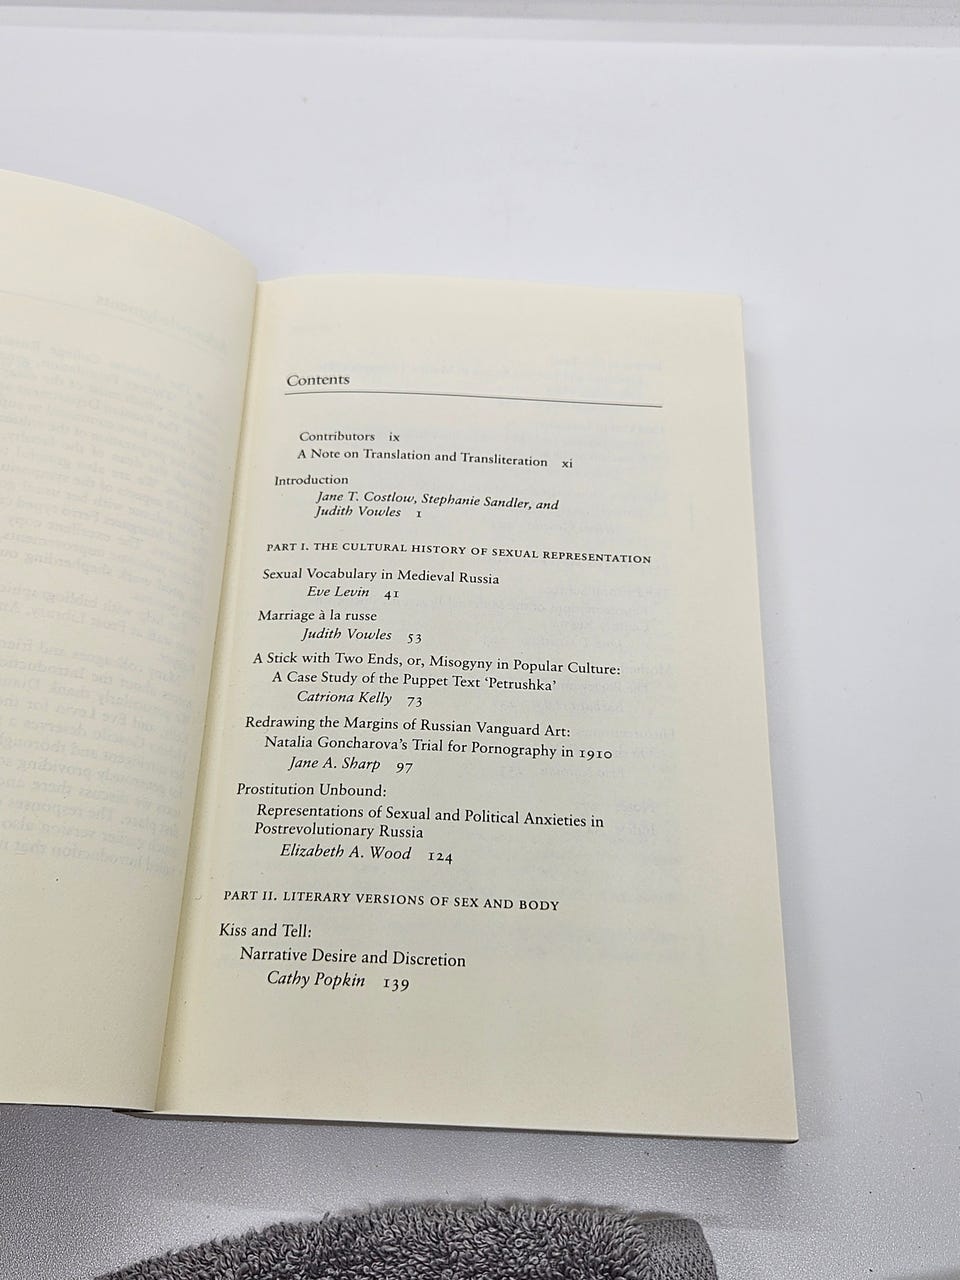 Contents
Contributors ix
A Note on Translation and Transliteration xi
Introduction
Jane T. Costlow, Stephanie Sandler, and
Judith Vowles 1
PART I. THE CULTURAL HISTORY OF SEXUAL REPRESENTATION
Sexual Vocabulary in Medieval Russia
Eve Levin 41
Marriage à la russe
Judith Vowles 53
A Stick with Two Ends, or, Misogyny in Popular Culture:
A Case Study of the Puppet Text ‘Petrushka’
Catriona Kelly 73
Redrawing the Margins of Russian Vanguard Art:
Natalia Goncharova's Trial for Pornography in 1910
Jane A. Sharp 97
Prostitution Unbound:
Representations of Sexual and Political Anxieties in
Postrevolutionary Russia
Elizabeth A. Wood 124
PART II. LITERARY VERSIONS OF SEX AND BODY
Kiss and Tell:
Narrative Desire and Discretion
Cathy Popkin 139